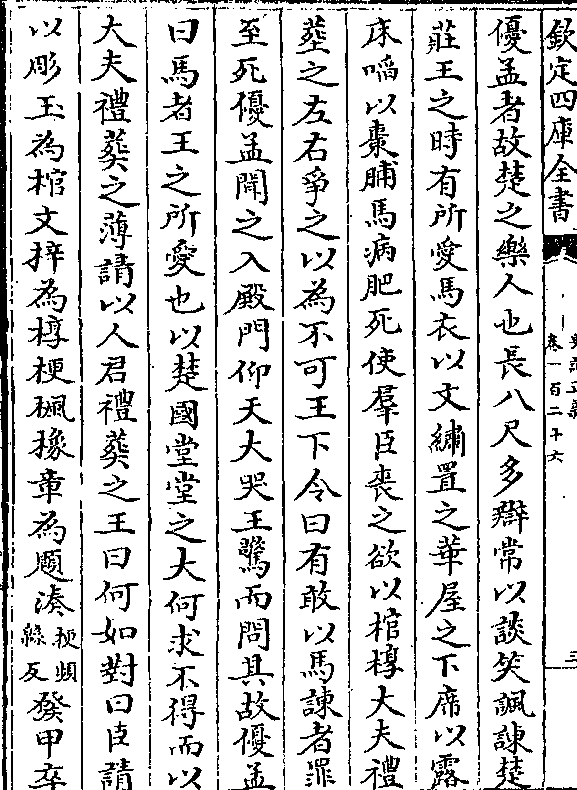 欽定四庫全書
卷一百二十六
三
優孟者故楚之樂人也長八尺多辯常以談笑諷諫楚
莊王之時有所愛馬衣以文繡置之華屋之下席以露
床啗以棗脯馬病肥死使羣臣喪之欲以棺椁大夫禮
葬之左右爭之以為不可王下令曰有敢以馬諫者罪
至死優孟聞之入殿門仰天大哭王驚而問其故優孟
曰馬者王之所愛也以楚國堂堂之大何求不得而以
大夫禮葬之薄請以人君禮葬之王曰何如對曰臣請
以彫玉為棺文梓為椁梗楓橡章為題湊梗頻緜反發甲卒